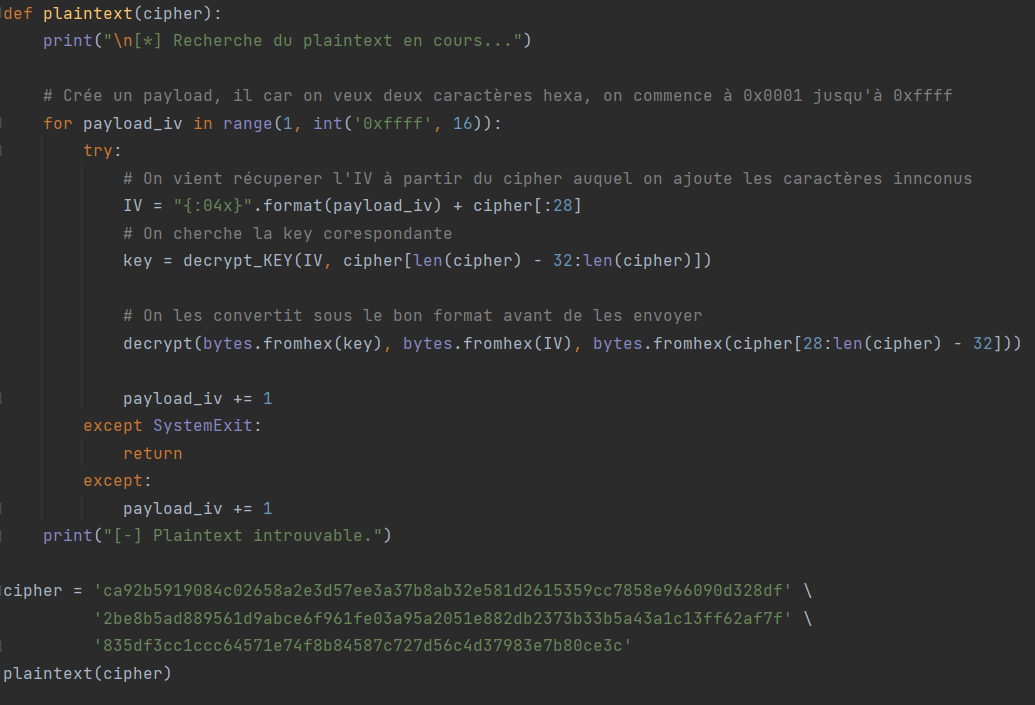 def plaintext(cipher):
    print("\n[*] Recherche du plaintext en cours...")
    # Crée un payload, il car on veux deux caractères hexa, on commence à 0x0001 jusqu'à 0xffff
    for payload_iv in range(1, int('0xffff', 16)):
        try:
            # On vient récuperer l'IV à partir du cipher auquel on ajoute les caractères innconus
            IV = "{:04x}".format(payload_iv) + cipher[:28]
            # On cherche la key corespondante
            key = decrypt_KEY(IV, cipher[len(cipher) - 32:len(cipher)])
            # On les convertit sous le bon format avant de les envoyer
            decrypt(bytes.fromhex(key), bytes.fromhex(IV), bytes.fromhex(cipher[28:len(cipher) - 32]))
            payload_iv += 1
        except SystemExit:
            return
        except:
            payload_iv += 1
    print("[-] Plaintext introuvable.")
cipher = 'ca92b5919084c02658a2e3d57ee3a37b8ab32e581d2615359cc7858e966090d328df' \
         '2be8b5ad889561d9abce6f961fe03a95a2051e882db2373b33b5a43a1c13ff62af7f' \
         '835df3cc1ccc64571e74f8b84587c727d56c4d37983e7b80ce3c'
plaintext(cipher)